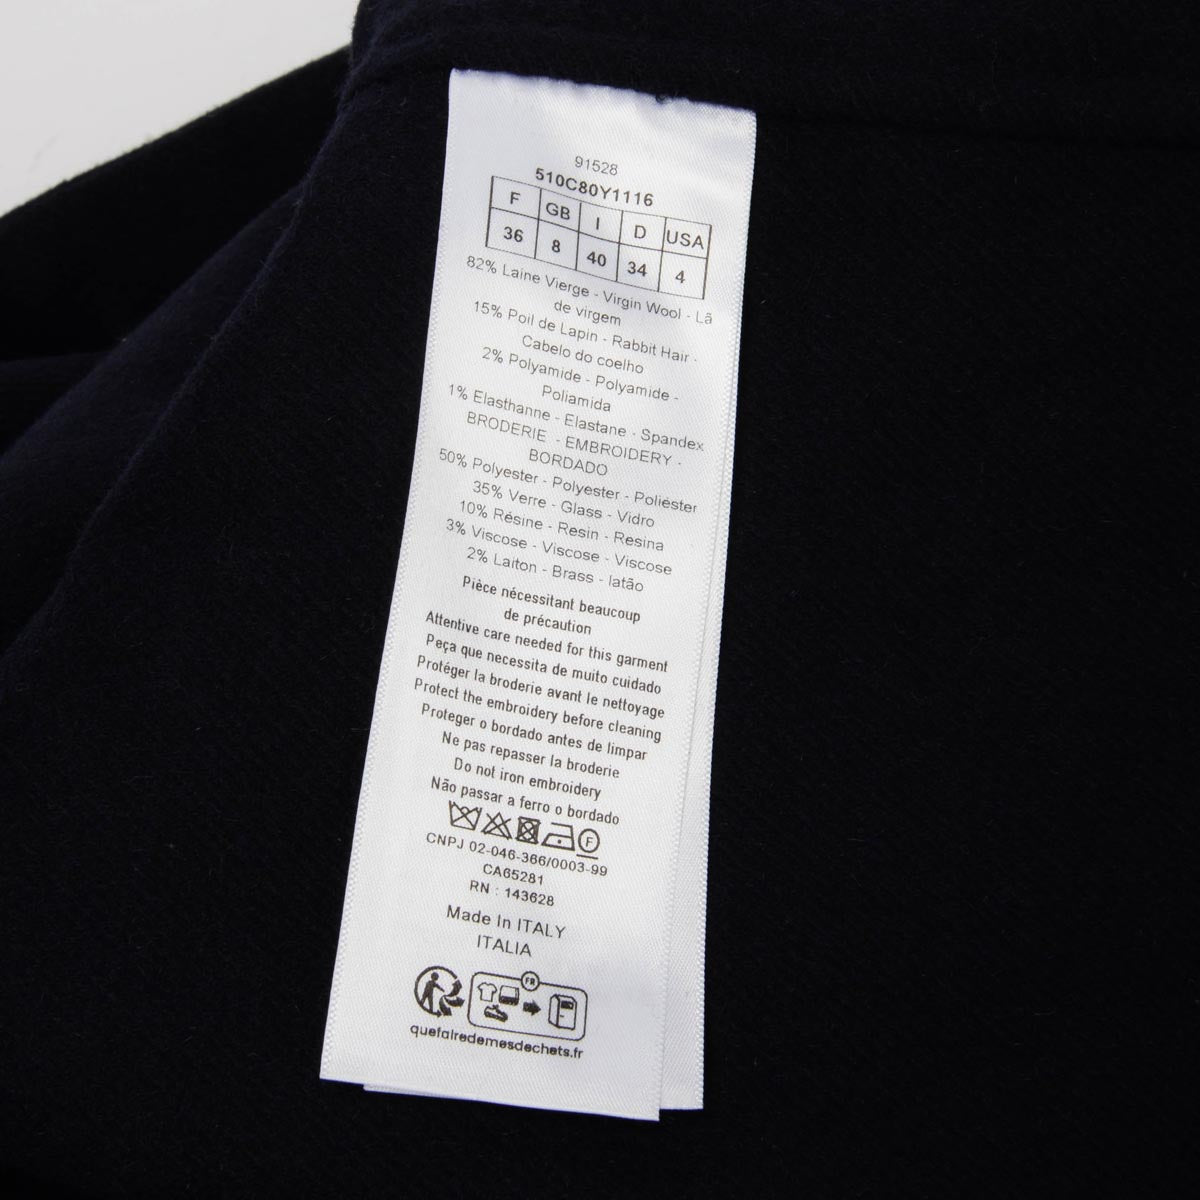 91528
510C80Y1116
F GB I D USA
36 8 40 34 4
82% Laine Vierge - Virgin Wool - Lã
de virgem
15% Poil de Lapin - Rabbit Hair -
Cabelo do coelho
2% Polyamide - Polyamide -
Poliamida
1% Elasthanne - Elastane - Spandex
BRODERIE - EMBROIDERY -
BORDADO
50% Polyester - Polyester - Poliéster
35% Verre - Glass - Vidro
10% Résine - Resin - Resina
3% Viscose - Viscose - Viscose
2% Laiton - Brass - latão
Pièce nécessitant beaucoup
de précaution
Attentive care needed for this garment
Peça que necessita de muito cuidado
Protéger la broderie avant le nettoyage
Protect the embroidery before cleaning
Proteger o bordado antes de limpar
Ne pas repasser la broderie
Do not iron embroidery
Não passar a ferro o bordado
F
CNPJ 02-046-366/0003-99
CA65281
RN : 143628
Made In ITALY
ITALIA
FR
quefairedemesdechets.fr